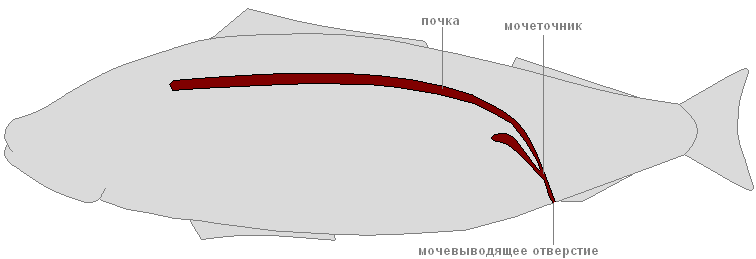 почка
мочеточник
мочевыводящее отверстие